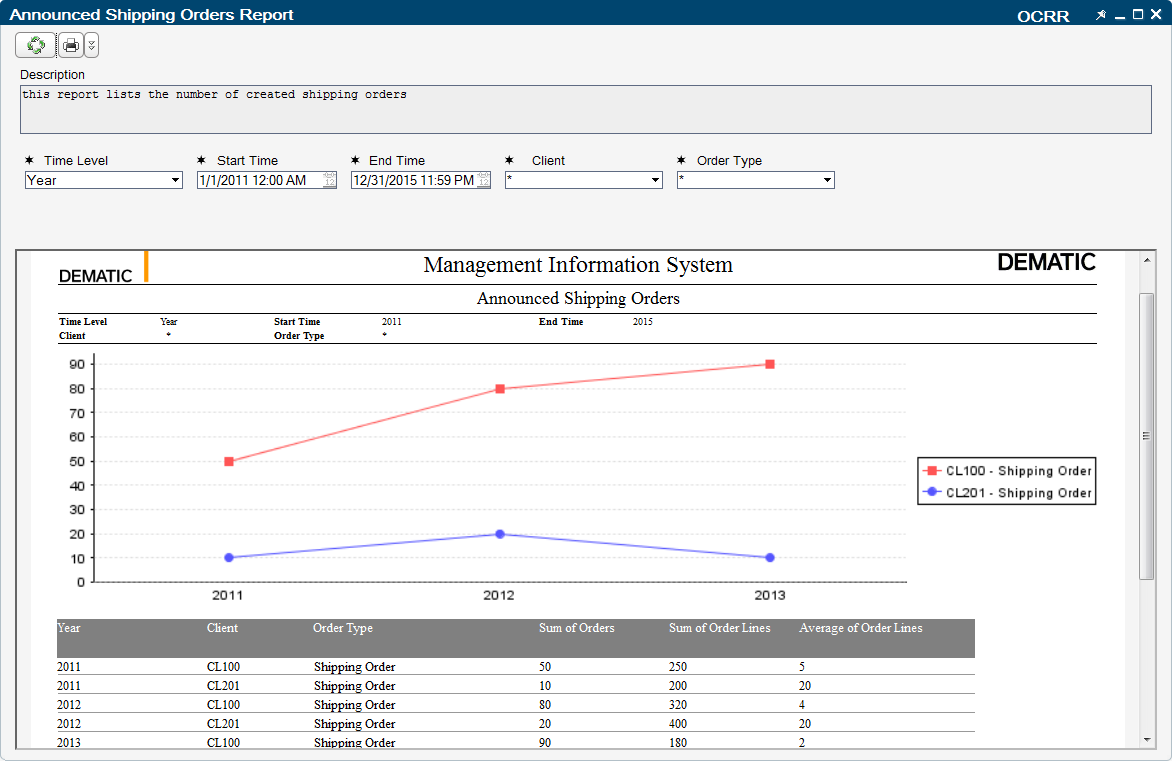 Announced Shipping Orders Report OCRR
Description
this report lists the number of created shipping orders
* Time Level * Start Time * End Time * Client * Order Type
Year 1/1/2011 12:00 AM 12 12/31/2015 11:59 PM 12 * *
DEMATIC Management Information System DEMATIC
Announced Shipping Orders
Time Level Year Start Time 2011 End Time 2015
Client * Order Type *
90
80
70
60
50
40
30
20
10
0
CL100 - Shipping Order
CL201 - Shipping Order
2011 2012 2013
Year Client Order Type Sum of Orders Sum of Order Lines Average of Order Lines
2011 CL100 Shipping Order 50 250 5
2011 CL201 Shipping Order 10 200 20
2012 CL100 Shipping Order 80 320 4
2012 CL201 Shipping Order 20 400 20
2013 CL100 Shipping Order 90 180 2